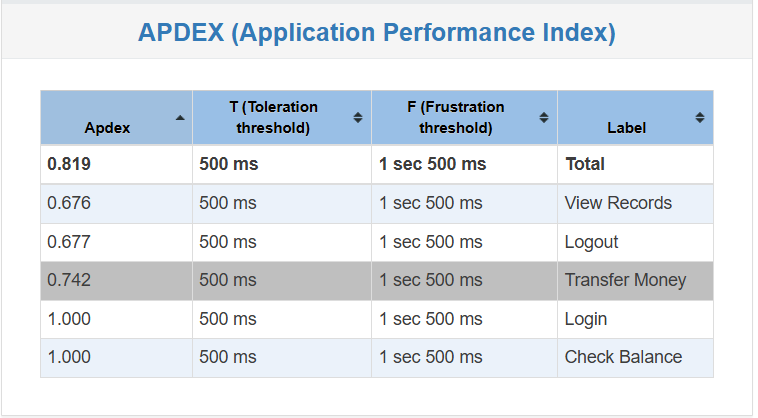 APDEX (Application Performance Index)
Apdex T (Toleration threshold) F (Frustration threshold) Label
0.819 500 ms 1 sec 500 ms Total
0.676 500 ms 1 sec 500 ms View Records
0.677 500 ms 1 sec 500 ms Logout
0.742 500 ms 1 sec 500 ms Transfer Money
1.000 500 ms 1 sec 500 ms Login
1.000 500 ms 1 sec 500 ms Check Balance